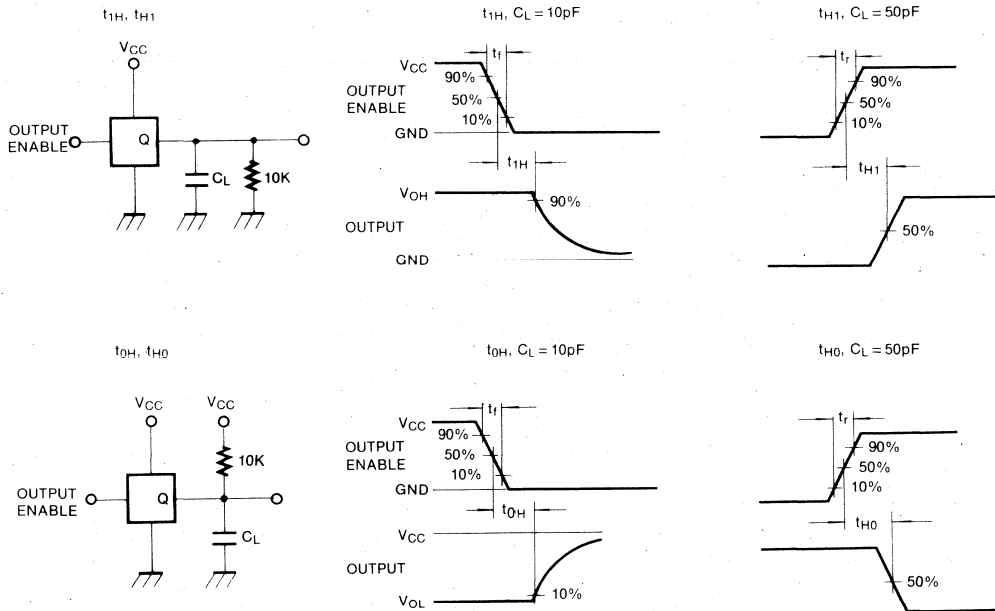 t1H, tH1
VCC
OUTPUT
ENABLE
Q
CL
10K
t1H, CL = 10pF
tf
VCC
90%
OUTPUT
ENABLE
50%
10%
GND
t1H
VOH
90%
OUTPUT
GND
tH1, CL = 50pF
tr
90%
50%
10%
tH1
50%
t0H, tH0
VCC
VCC
10K
OUTPUT
ENABLE
Q
CL
t0H, CL = 10pF
tf
VCC
90%
OUTPUT
ENABLE
50%
10%
GND
t0H
VCC
OUTPUT
10%
VOL
tH0, CL = 50pF
tr
90%
50%
10%
tH0
50%